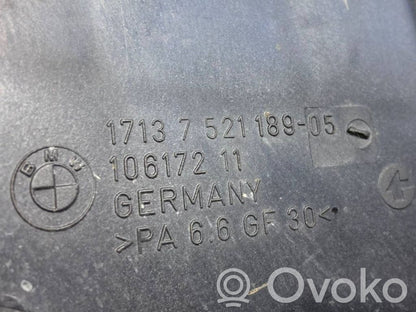 BMW
1713 7 521 189-05
106172 11
GERMANY
>PA 6.6 GF 30<
Ovoko